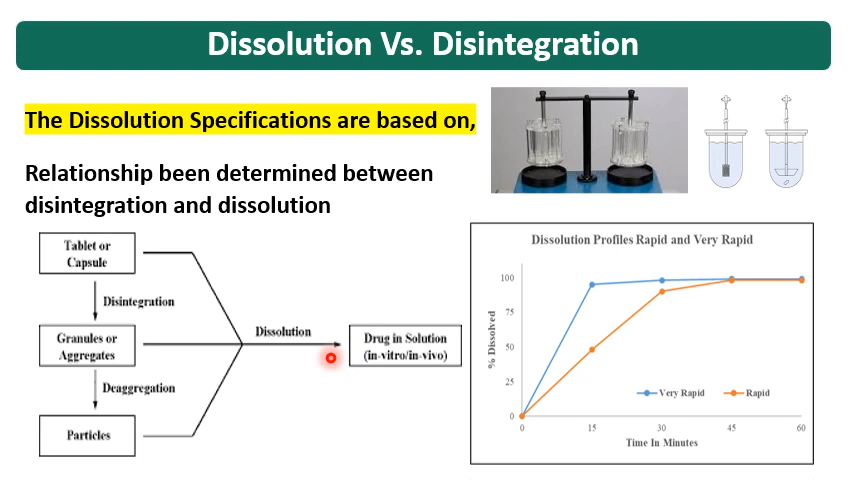 Dissolution Vs. Disintegration
The Dissolution Specifications are based on,
Relationship been determined between
disintegration and dissolution
Tablet or
Capsule
Disintegration
Granules or
Aggregates
Deaggregation
Particles
Dissolution
Drug in Solution
(in-vitro/in-vivo)
Dissolution Profiles Rapid and Very Rapid
% Dissolved
100
75
50
25
0
0 15 30 45 60
Time In Minutes
Very Rapid Rapid